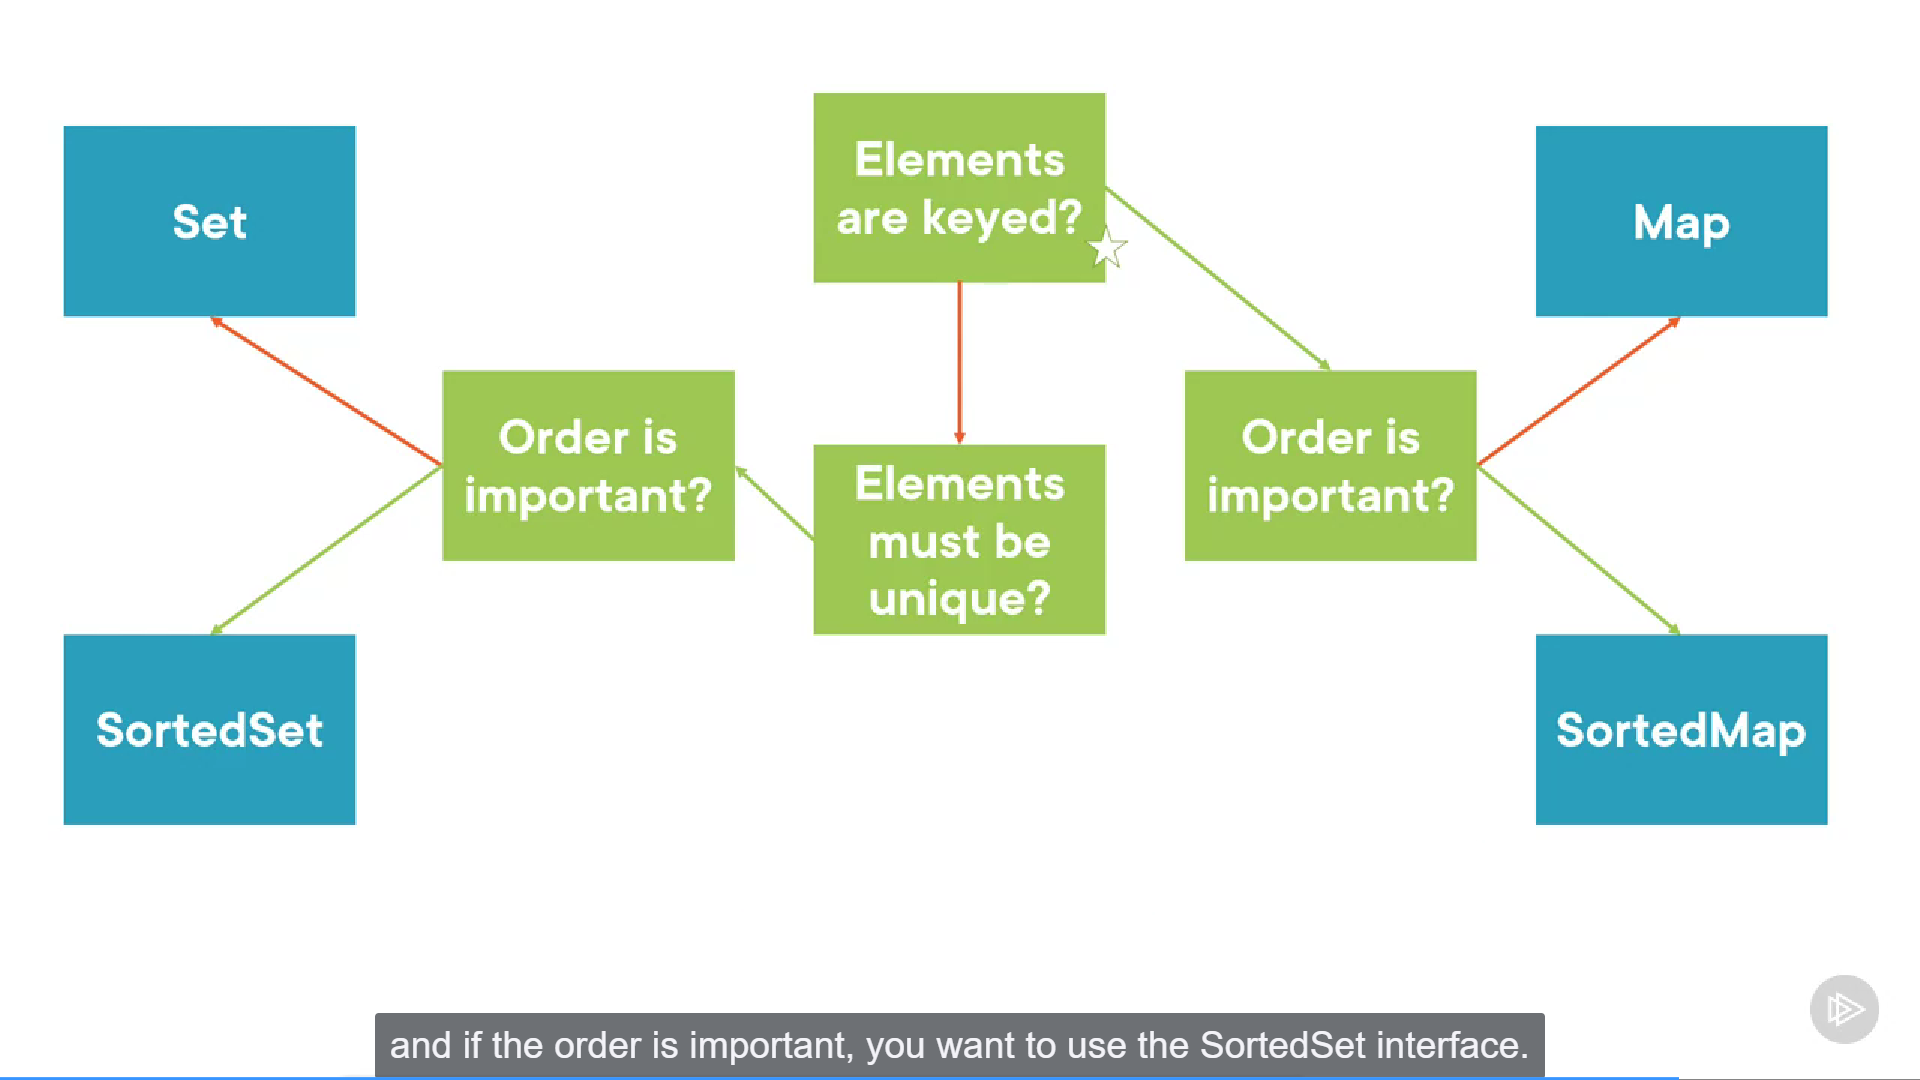 Elements
are keyed?
Set
Map
Order is
important?
Order is
important?
Elements
must be
unique?
SortedSet
SortedMap
and if the order is important, you want to use the SortedSet interface.